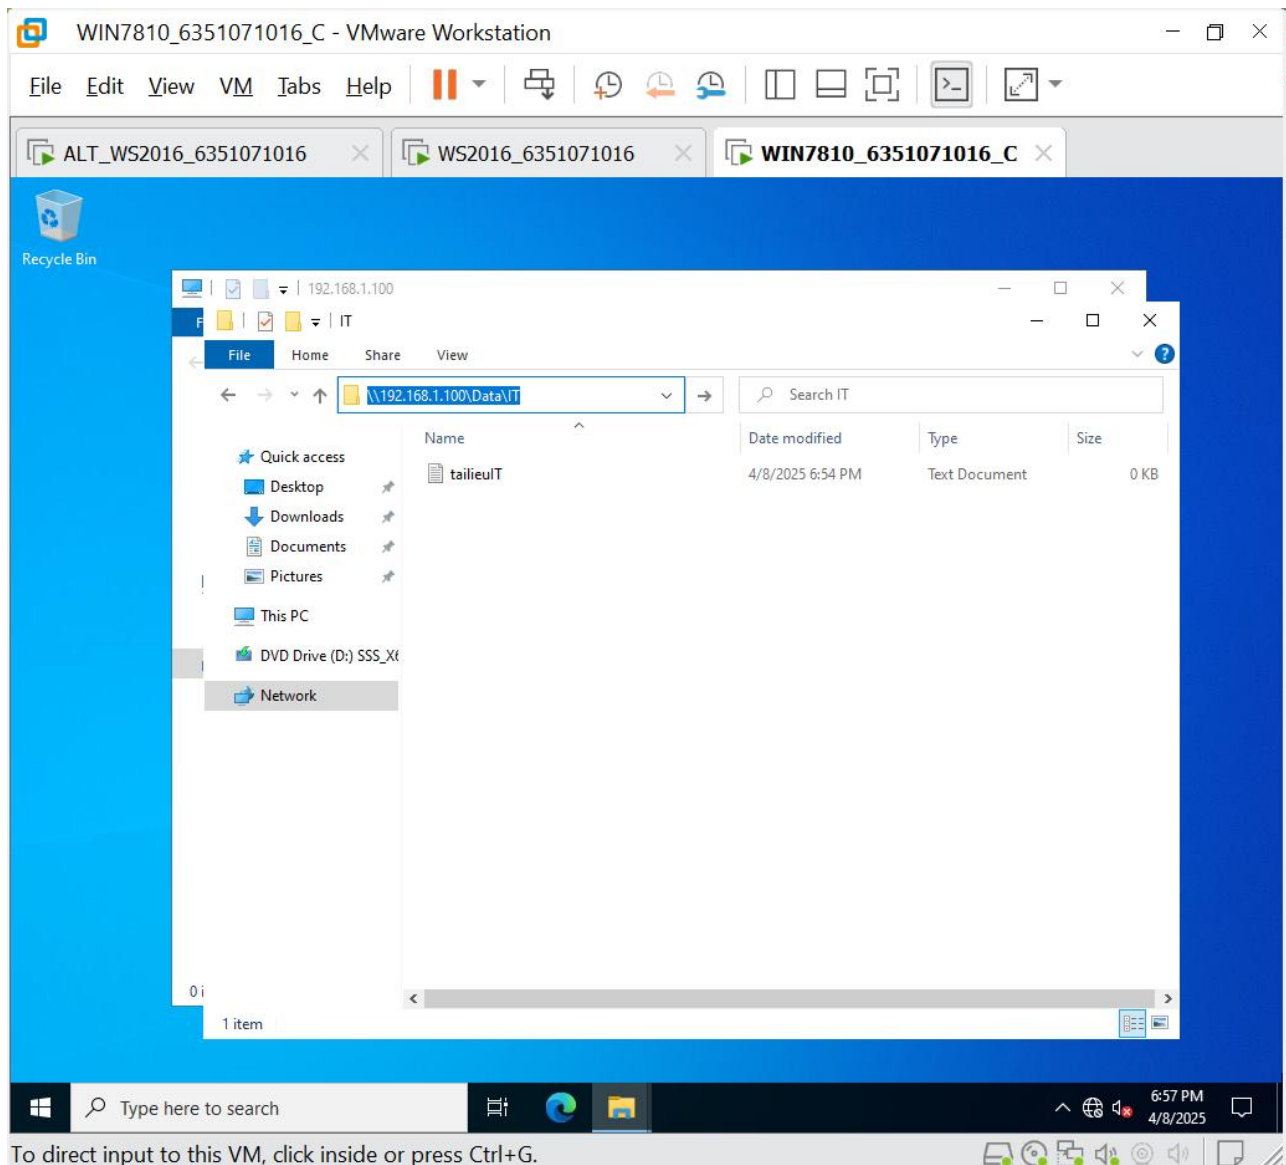 WIN7810_6351071016_C - VMware Workstation
File Edit View VM Tabs Help
ALT_WS2016_6351071016 WS2016_6351071016 WIN7810_6351071016_C
Recycle Bin
192.168.1.100
F IT
File Home Share View
\\192.168.1.100\Data\IT Search IT
Name Date modified Type Size
Quick access
tailieuIT 4/8/2025 6:54 PM Text Document 0 KB
Desktop
Downloads
Documents
Pictures
This PC
DVD Drive (D:) SSS_X6
Network
0 i
1 item
Type here to search
6:57 PM
4/8/2025
To direct input to this VM, click inside or press Ctrl+G.